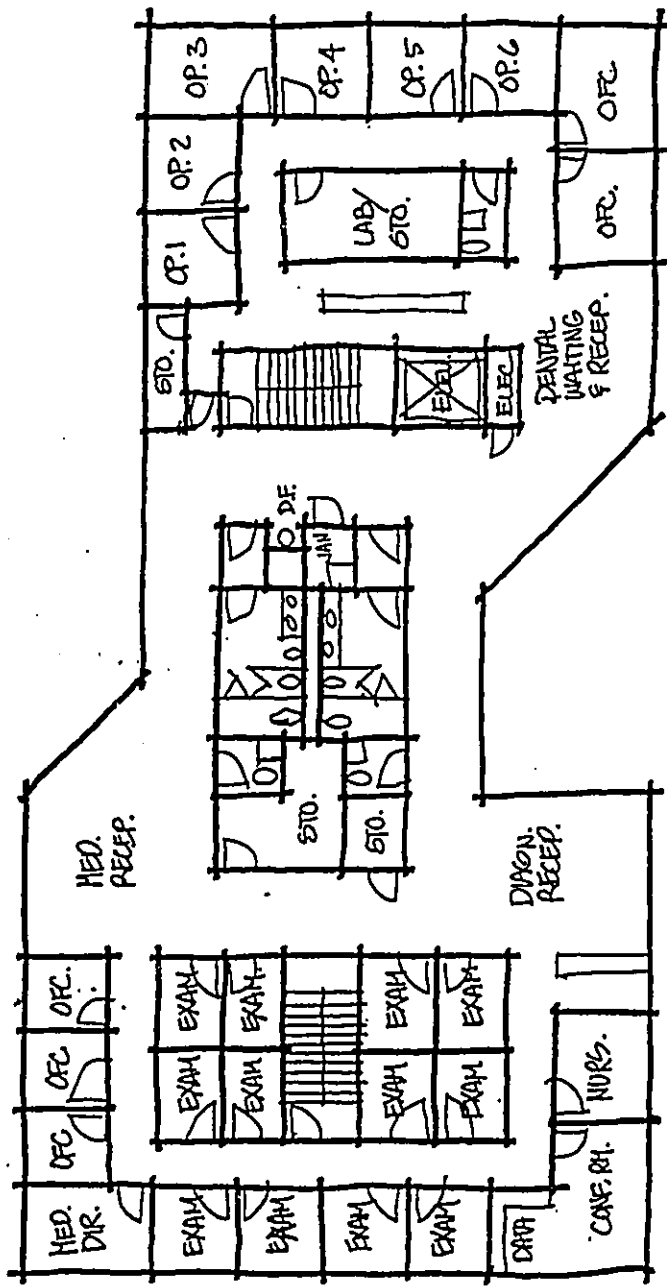 MED.
DIR.
OFC
OFC
OFC.
MED.
RECEP.
STO.
OP.1
OP.2
OP.3
EXAM
EXAM
EXAM
EXAM
EXAM
EXAM.
D.F.
JAN
STO.
OP.4
LAB/
STO.
EXAM
EXAM
EXAM
STO.
ELEV.
OP.5
EXAM
EXAM
EXAM.
ELEC
OP.6
DATA
CONF. RM.
NURS.
DIAGN.
RECEP.
DENTAL
WAITING
& RECEP.
OFC.
OFC